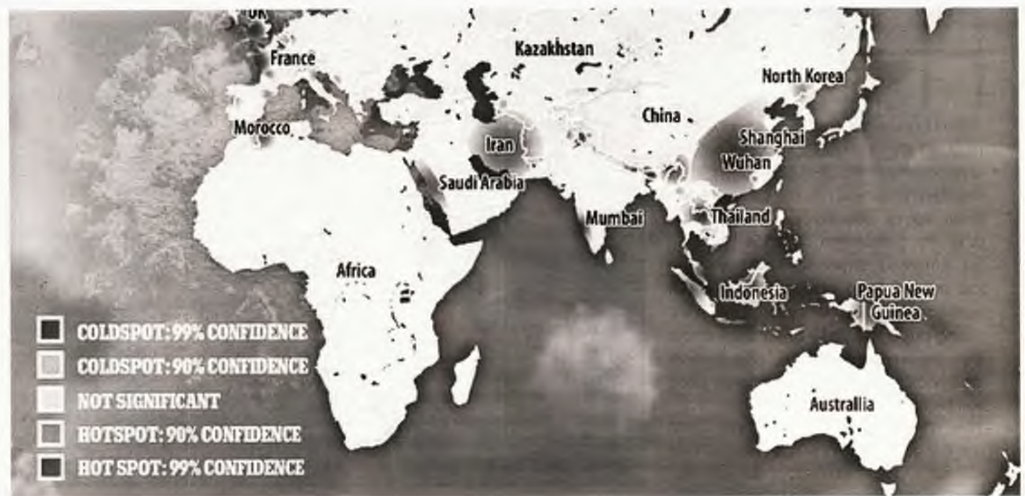 UK
France
Kazakhstan
North Korea
China
Morocco
Shanghai
Iran
Wuhan
Saudi Arabia
Mumbai
Thailand
Africa
Indonesia
Papua New
Guinea
COLDSPOT: 99% CONFIDENCE
COLDSPOT: 90% CONFIDENCE
NOT SIGNIFICANT
HOTSPOT: 90% CONFIDENCE
HOT SPOT: 99% CONFIDENCE
Australlia